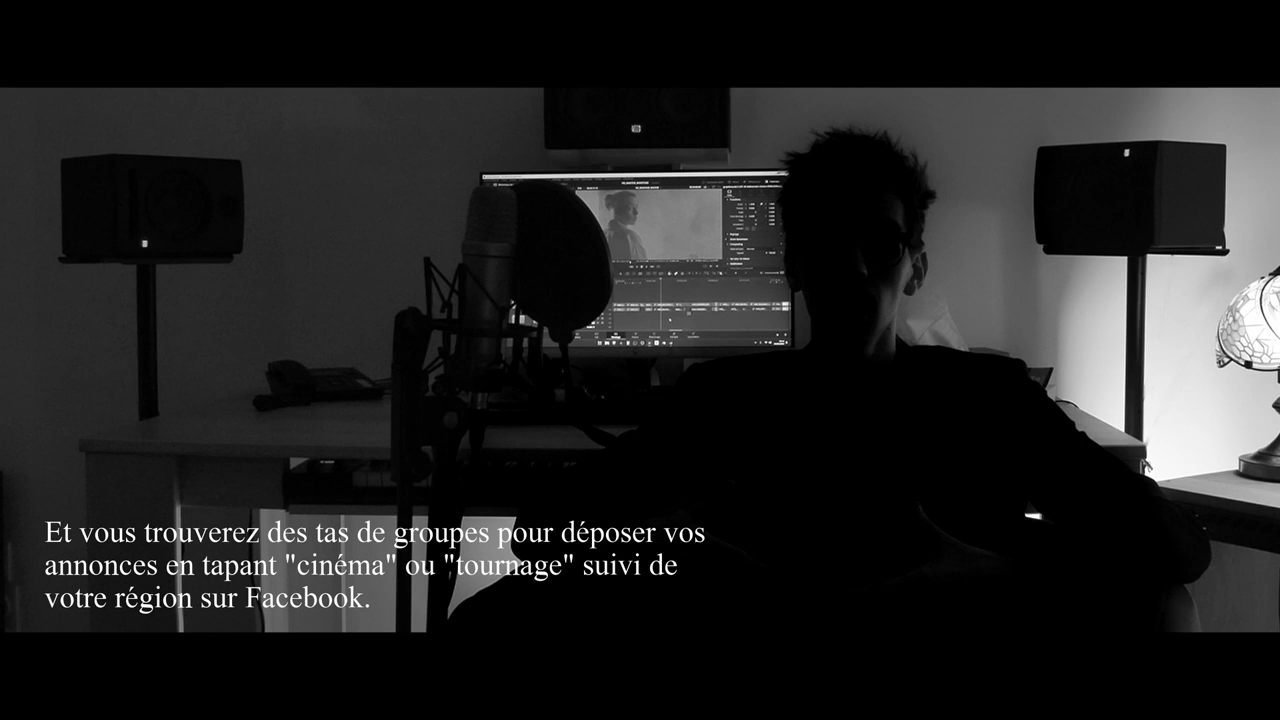 Et vous trouverez des tas de groupes pour déposer vos
annonces en tapant "cinéma" ou "tournage" suivi de
votre région sur Facebook.